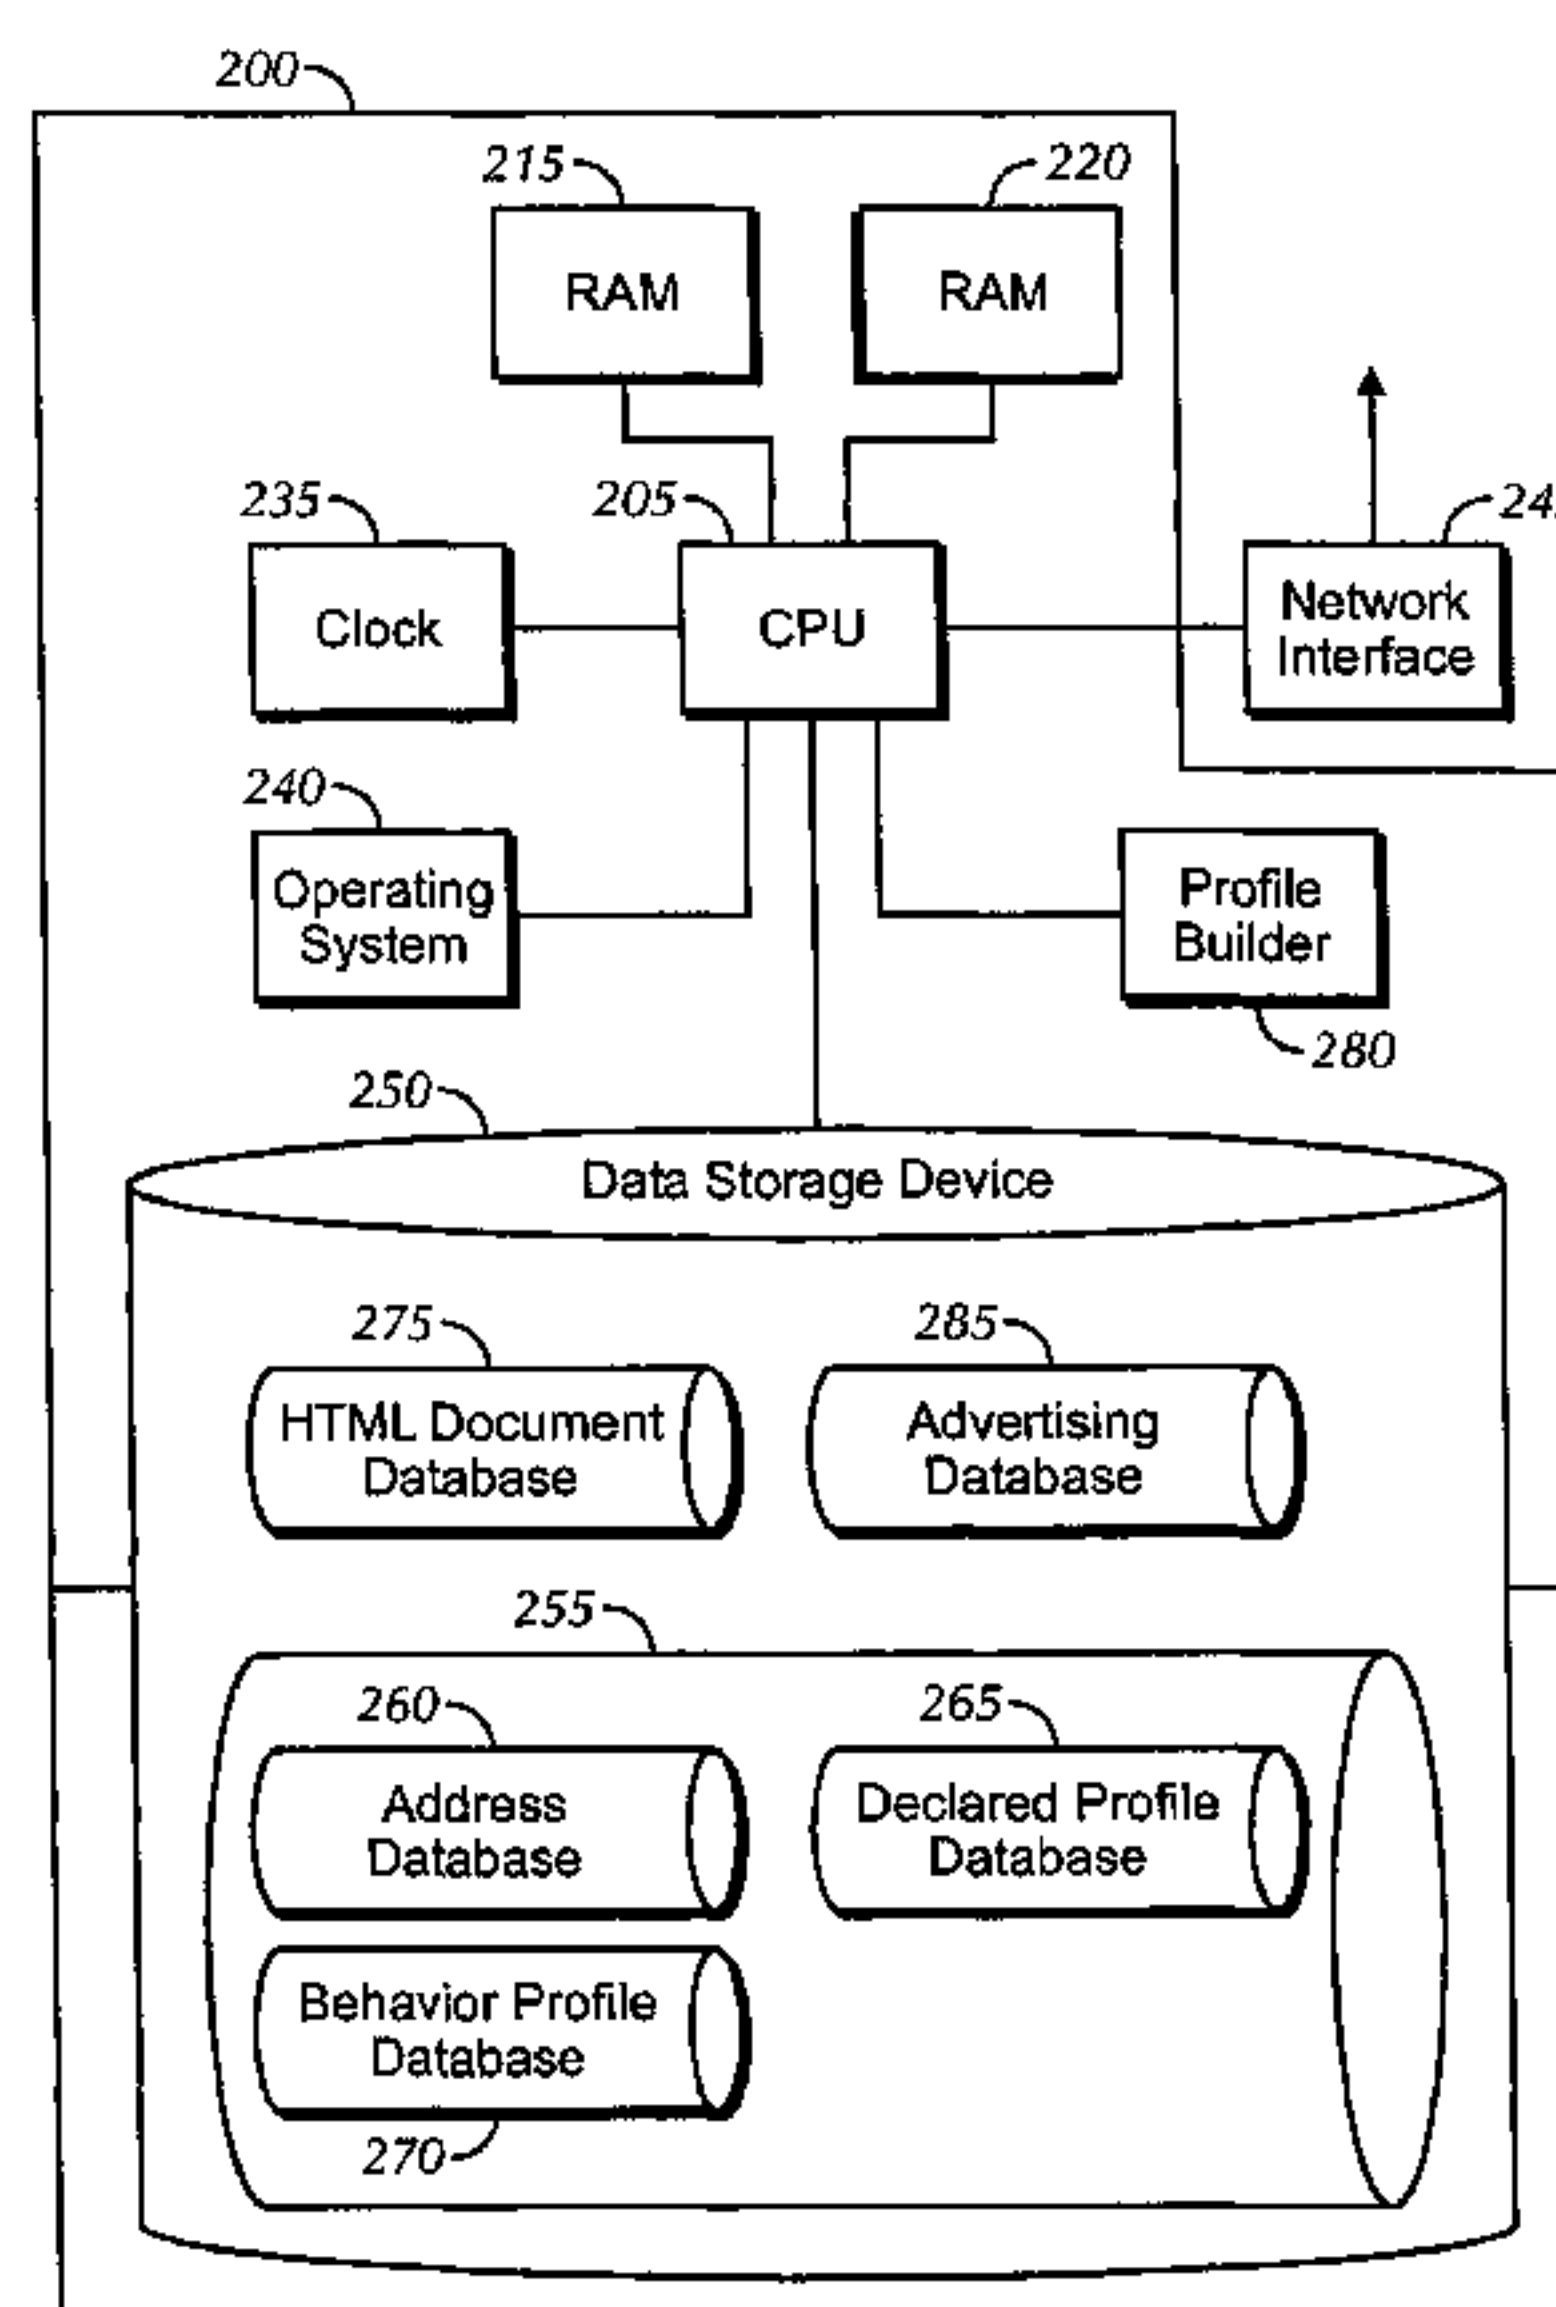 200
215
220
RAM
RAM
235
205
Clock
CPU
Network
Interface
240
Operating
System
Profile
Builder
280
250
Data Storage Device
275
285
HTML Document
Database
Advertising
Database
255
260
265
Address
Database
Declared Profile
Database
Behavior Profile
Database
270